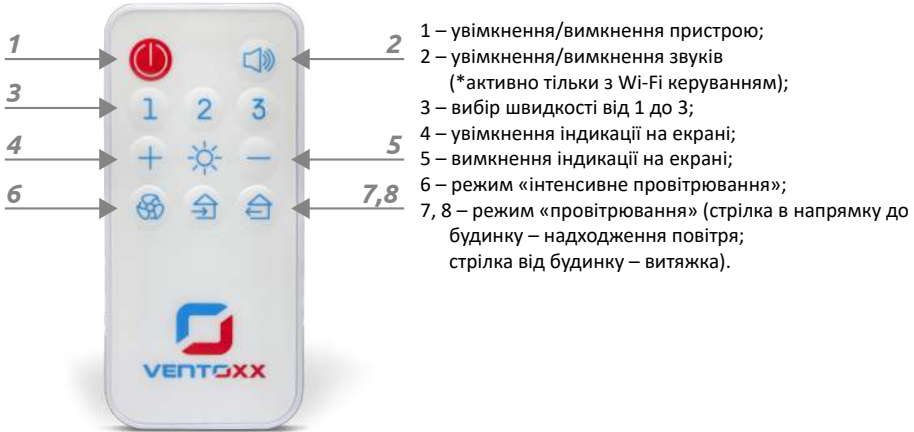 1
2
3
4
5
6
7,8
1 2 3
+ −
VENTOXX
1 – увімкнення/вимкнення пристрою;
2 – увімкнення/вимкнення звуків
(*активно тільки з Wi-Fi керуванням);
3 – вибір швидкості від 1 до 3;
4 – увімкнення індикації на екрані;
5 – вимкнення індикації на екрані;
6 – режим «інтенсивне провітрювання»;
7, 8 – режим «провітрювання» (стрілка в напрямку до
будинку – надходження повітря;
стрілка від будинку – витяжка).